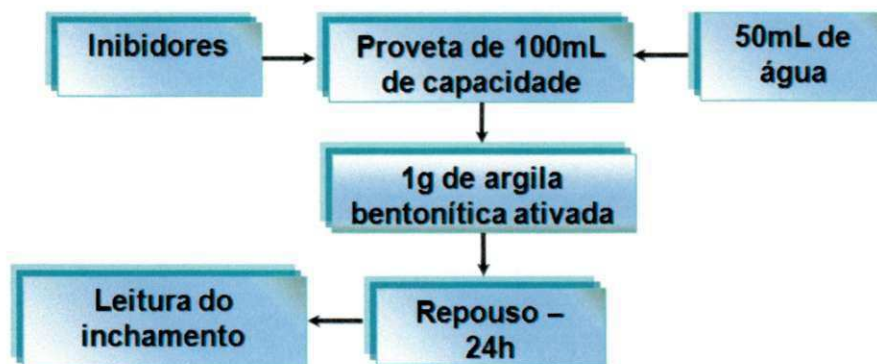 Inibidores
Proveta de 100mL
de capacidade
50mL de
água
1g de argila
bentonítica ativada
Repouso –
24h
Leitura do
inchamento